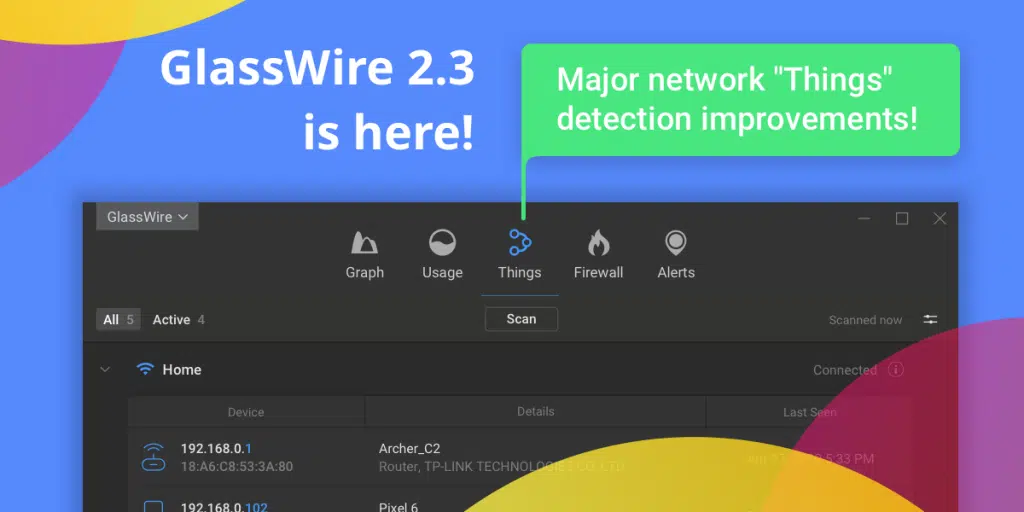 GlassWire 2.3
is here!
Major network "Things"
detection improvements!
GlassWire
Graph Usage Things Firewall Alerts
All 5 Active 4 Scan Scanned now
Home Connected
Device Details Last Seen
192.168.0.1 Archer_C2
18:A6:C8:53:3A:80 Router, TP-LINK TECHNOLOGIES CO.,LTD. 5:33 PM
192.168.0.102 Pixel 6